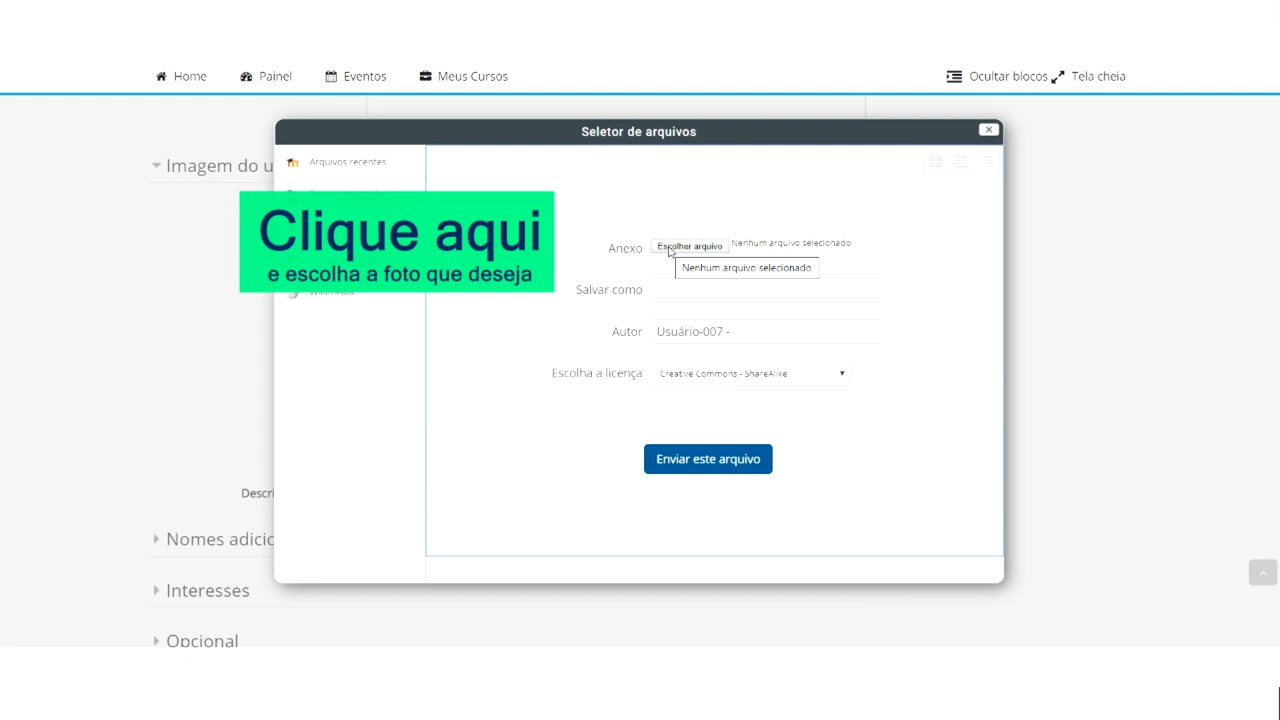 Home Painel Eventos Meus Cursos Ocultar blocos Tela cheia
Seletor de arquivos
Arquivos recentes
Imagem do u
Clique aqui
e escolha a foto que deseja
Anexo Escolher arquivo Nenhum arquivo selecionado
Nenhum arquivo selecionado
Salvar como
Autor Usuário-007 -
Escolha a licença Creative Commons - ShareAlike
Enviar este arquivo
Descri
Nomes adicio
Interesses
Opcional